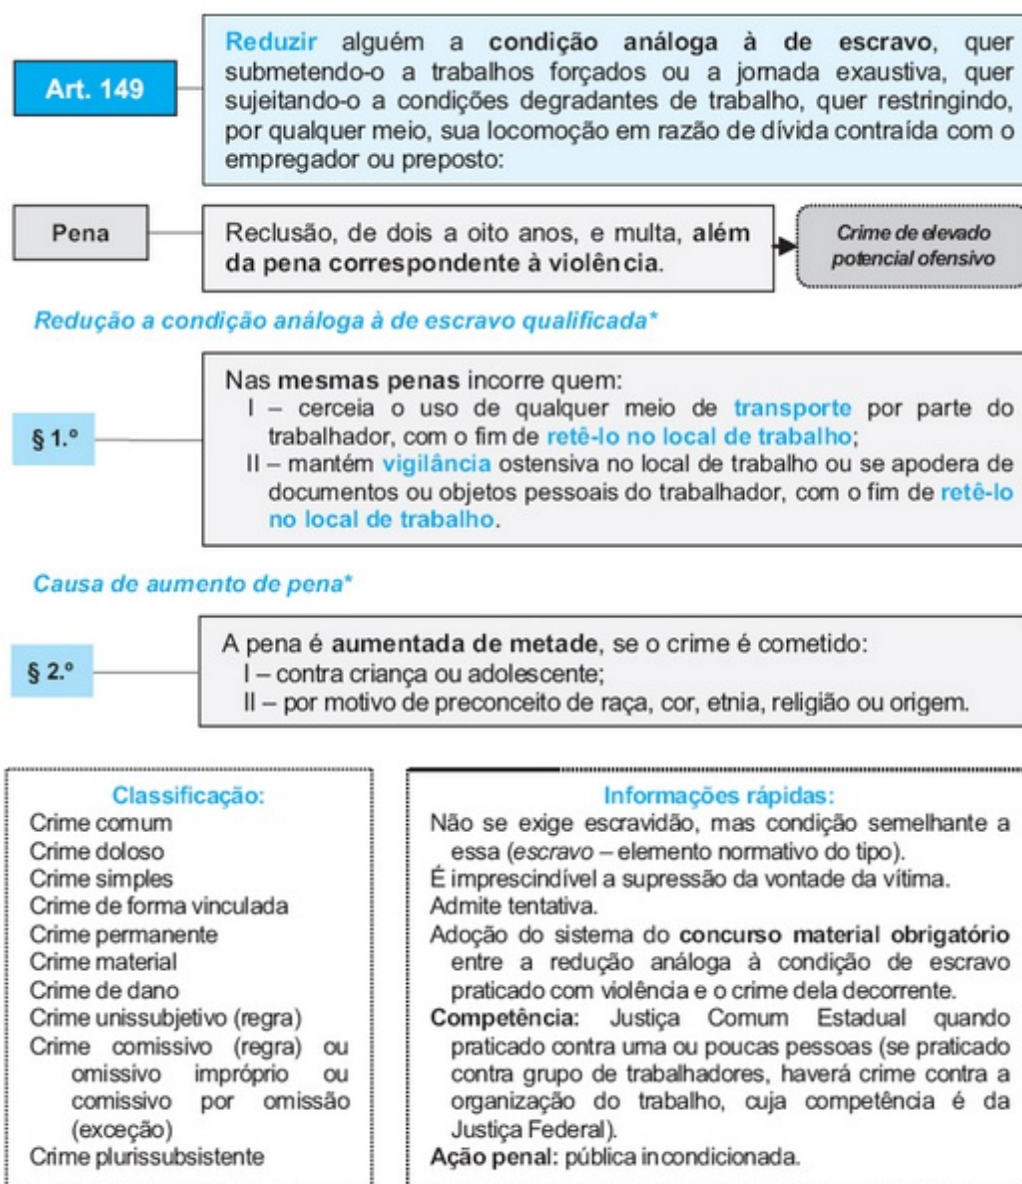 Art. 149
Reduzir alguém a condição análoga à de escravo, quer
submetendo-o a trabalhos forçados ou a jornada exaustiva, quer
sujeitando-o a condições degradantes de trabalho, quer restringindo,
por qualquer meio, sua locomoção em razão de dívida contraída com o
empregador ou preposto:
Pena
Reclusão, de dois a oito anos, e multa, além
da pena correspondente à violência.
Crime de elevado
potencial ofensivo
Redução a condição análoga à de escravo qualificada*
§ 1.º
Nas mesmas penas incorre quem:
I – cerceia o uso de qualquer meio de transporte por parte do
trabalhador, com o fim de retê-lo no local de trabalho;
II – mantém vigilância ostensiva no local de trabalho ou se apodera de
documentos ou objetos pessoais do trabalhador, com o fim de retê-lo
no local de trabalho.
Causa de aumento de pena*
§ 2.º
A pena é aumentada de metade, se o crime é cometido:
I – contra criança ou adolescente;
II – por motivo de preconceito de raça, cor, etnia, religião ou origem.
Classificação:
Crime comum
Crime doloso
Crime simples
Crime de forma vinculada
Crime permanente
Crime material
Crime de dano
Crime unissubjetivo (regra)
Crime comissivo (regra) ou
omissivo impróprio ou
comissivo por omissão
(exceção)
Crime plurissubsistente
Informações rápidas:
Não se exige escravidão, mas condição semelhante a
essa (escravo – elemento normativo do tipo).
É imprescindível a supressão da vontade da vítima.
Admite tentativa.
Adoção do sistema do concurso material obrigatório
entre a redução análoga à condição de escravo
praticado com violência e o crime dela decorrente.
Competência: Justiça Comum Estadual quando
praticado contra uma ou poucas pessoas (se praticado
contra grupo de trabalhadores, haverá crime contra a
organização do trabalho, cuja competência é da
Justiça Federal).
Ação penal: pública incondicionada.